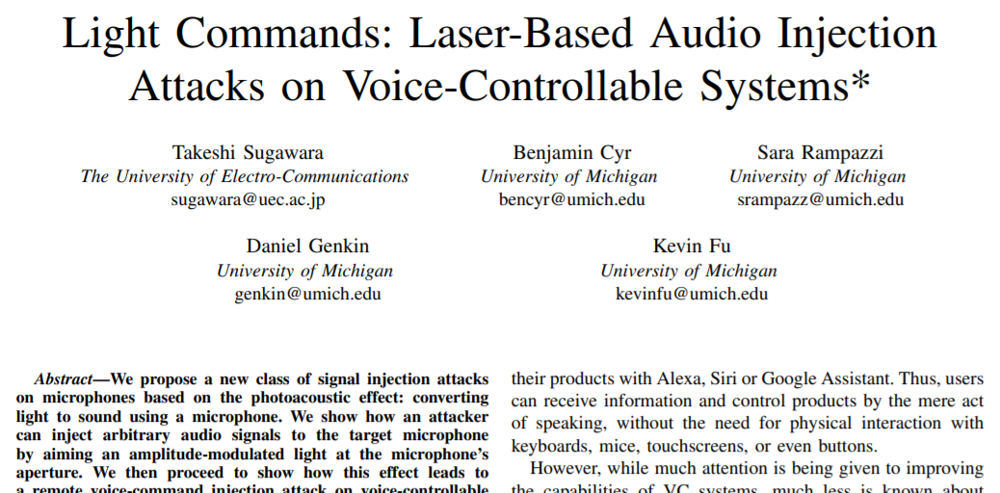 Light Commands: Laser-Based Audio Injection
Attacks on Voice-Controllable Systems*
Takeshi Sugawara
The University of Electro-Communications
sugawara@uec.ac.jp
Benjamin Cyr
University of Michigan
bencyr@umich.edu
Sara Rampazzi
University of Michigan
srampazz@umich.edu
Daniel Genkin
University of Michigan
genkin@umich.edu
Kevin Fu
University of Michigan
kevinfu@umich.edu
Abstract—We propose a new class of signal injection attacks
on microphones based on the photoacoustic effect: converting
light to sound using a microphone. We show how an attacker
can inject arbitrary audio signals to the target microphone
by aiming an amplitude-modulated light at the microphone's
aperture. We then proceed to show how this effect leads to
a remote voice-command injection attack on voice-controllable
their products with Alexa, Siri or Google Assistant. Thus, users
can receive information and control products by the mere act
of speaking, without the need for physical interaction with
keyboards, mice, touchscreens, or even buttons.
However, while much attention is being given to improving
the capabilities of VC systems, much less is known about